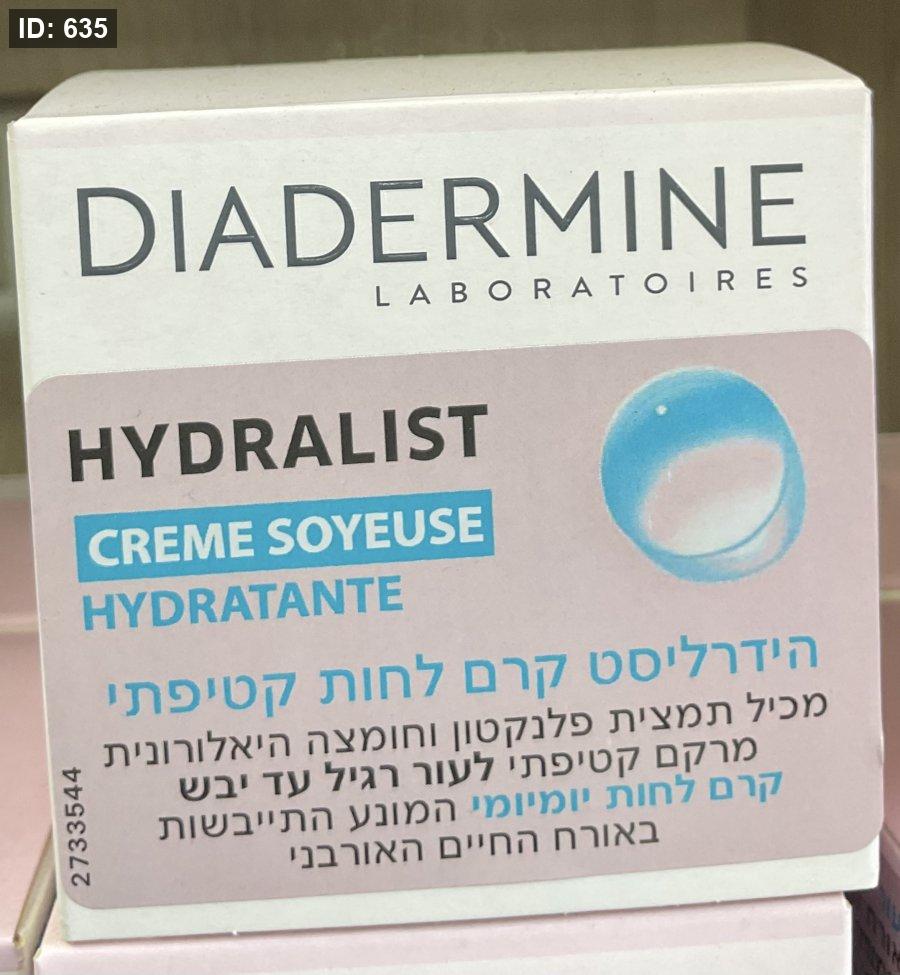 ID: 635
DIADERMINE
LABORATOIRES
HYDRALIST
CREME SOYEUSE
HYDRATANTE
הידרליסט קרם לחות קטיפתי
מכיל תמצית פלנקטון וחומצה היאלורונית
מרקם קטיפתי לעור רגיל עד יבש
קרם לחות יומיומי המונע התייבשות
באורח החיים האורבני
2733544